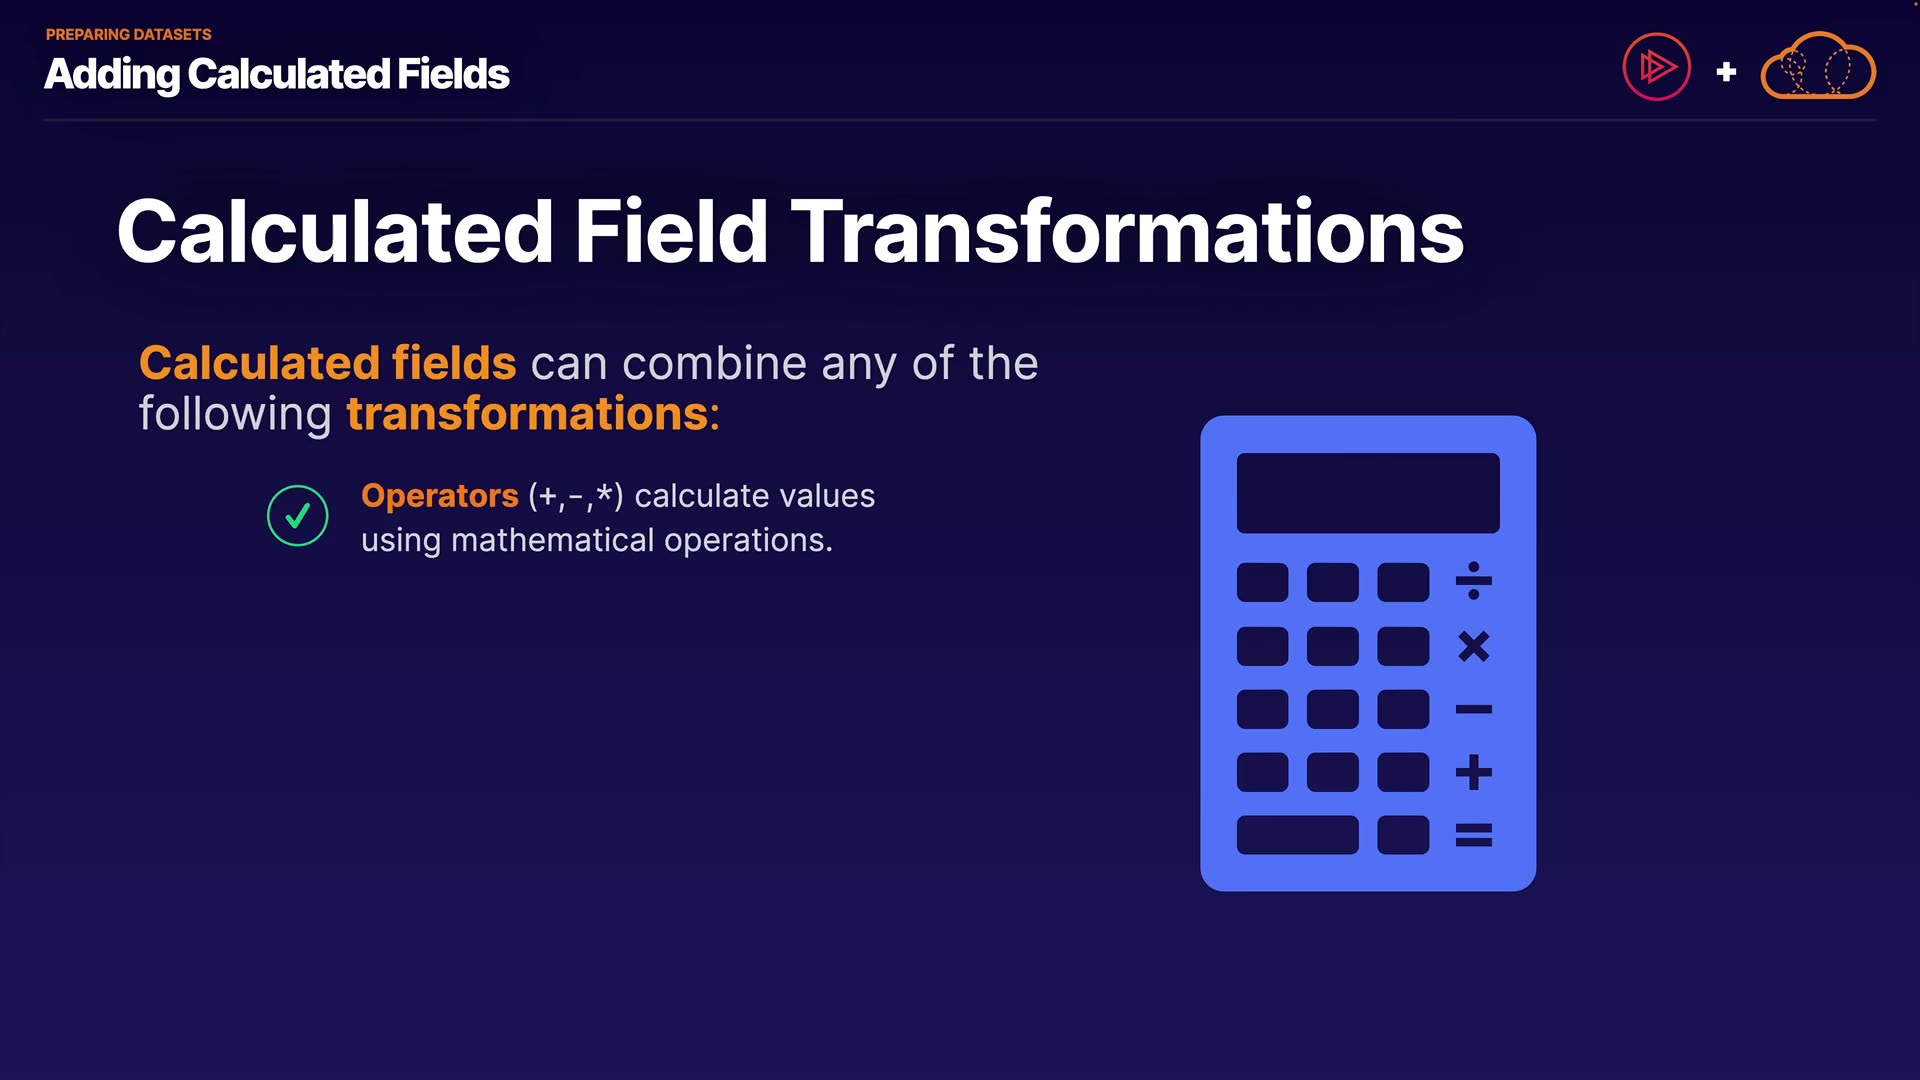 PREPARING DATASETS
Adding Calculated Fields
+
Calculated Field Transformations
Calculated fields can combine any of the
following transformations:
Operators (+,-,*) calculate values
using mathematical operations.
÷
×
−
+
=